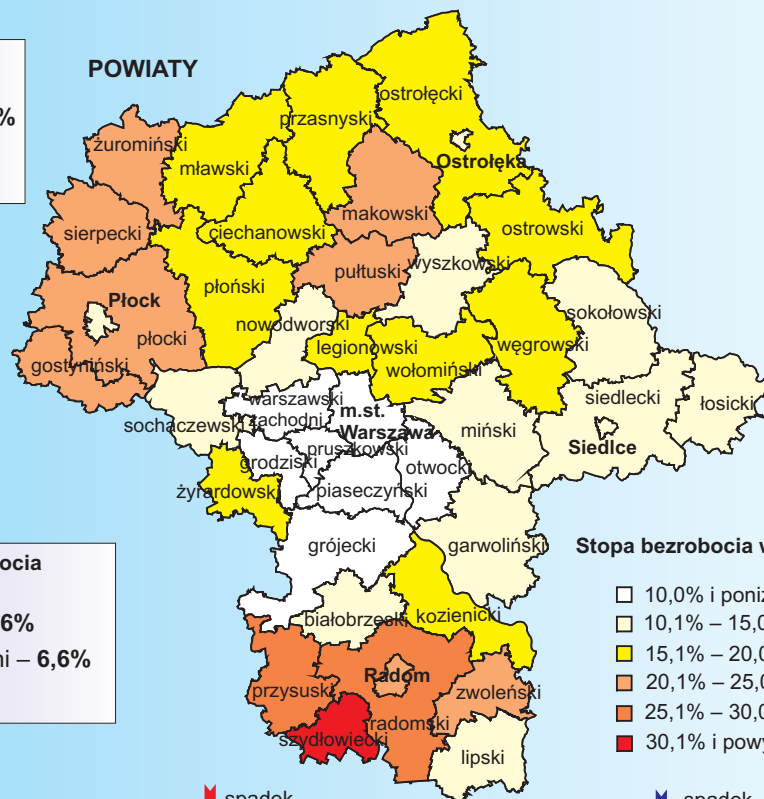 %
POWIATY
ostrołęcki
przasnyski
żuromiński
mławski
Ostrołęka
makowski
sierpecki
ciechanowski
ostrowski
wyszkowski
pułtuski
płoński
Płock
sokołowski
nowodworski
płocki
legionowski
węgrowski
gostyniński
wołomiński
siedlecki
warszawski
zachodni
m.st.
Warszawa
łosicki
sochaczewski
miński
Siedlce
pruszkowski
grodziski
otwocki
żyrardowski
piaseczyński
grójecki
garwoliński
białobrzeski
kozienicki
Radom
przysuski
zwoleński
radomski
szydłowiecki
lipski
ocia
6%
ni – 6,6%
Stopa bezrobocia
10,0% i poniż
10,1% – 15,0
15,1% – 20,0
20,1% – 25,0
25,1% – 30,0
30,1% i powy
spadek
spadek